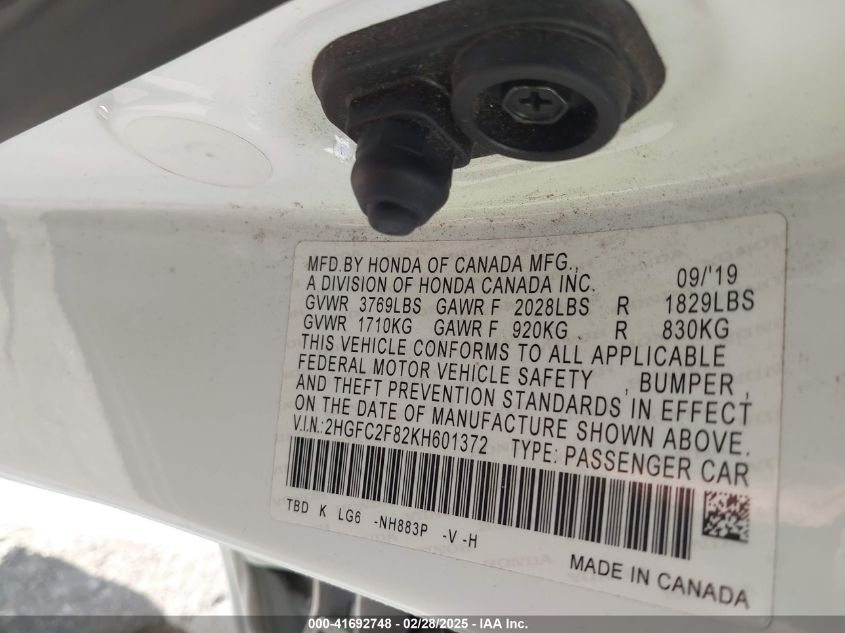 MFD.BY HONDA OF CANADA MFG.,
A DIVISION OF HONDA CANADA INC. 09/'19
GVWR 3769LBS GAWR F 2028LBS R 1829LBS
GVWR 1710KG GAWR F 920KG R 830KG
THIS VEHICLE CONFORMS TO ALL APPLICABLE
FEDERAL MOTOR VEHICLE SAFETY , BUMPER ,
AND THEFT PREVENTION STANDARDS IN EFFECT
ON THE DATE OF MANUFACTURE SHOWN ABOVE.
V.I.N.:2HGFC2F82KH601372 TYPE: PASSENGER CAR
TBD K LG6 -NH883P -V -H
HONDA
MADE IN CANADA
000-41692748 - 02/28/2025 - IAA Inc.